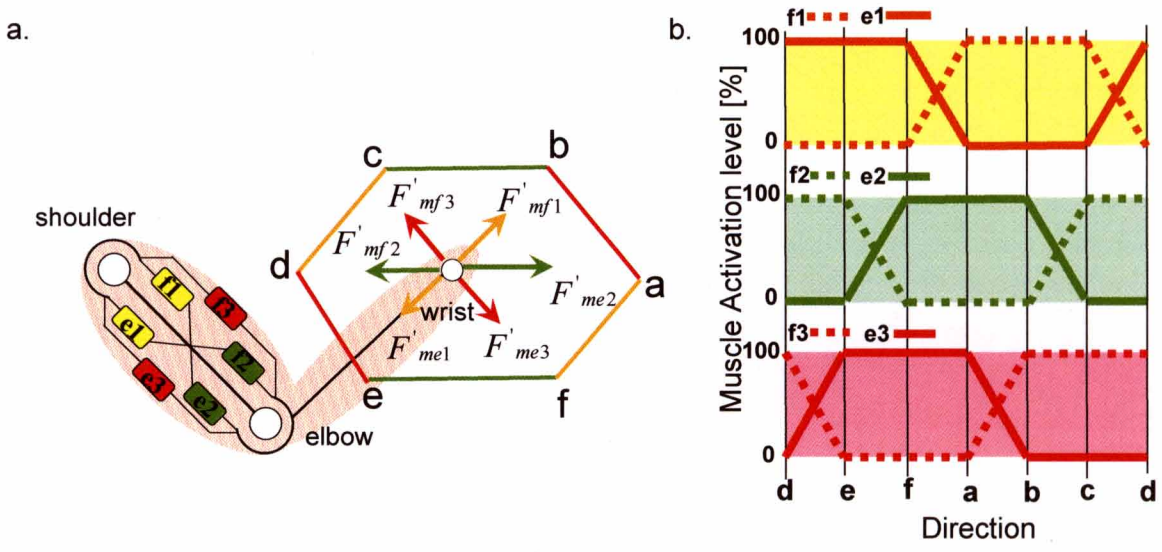 a.
shoulder
f1
f3
e1
f2
e3
e2
elbow
c
b
d
a
e
f
F'mf3
F'mf1
F'mf2
F'me2
wrist
F'me1
F'me3
b.
f1 e1
100
0
f2 e2
100
0
f3 e3
100
0
Muscle Activation level [%]
d e f a b c d
Direction